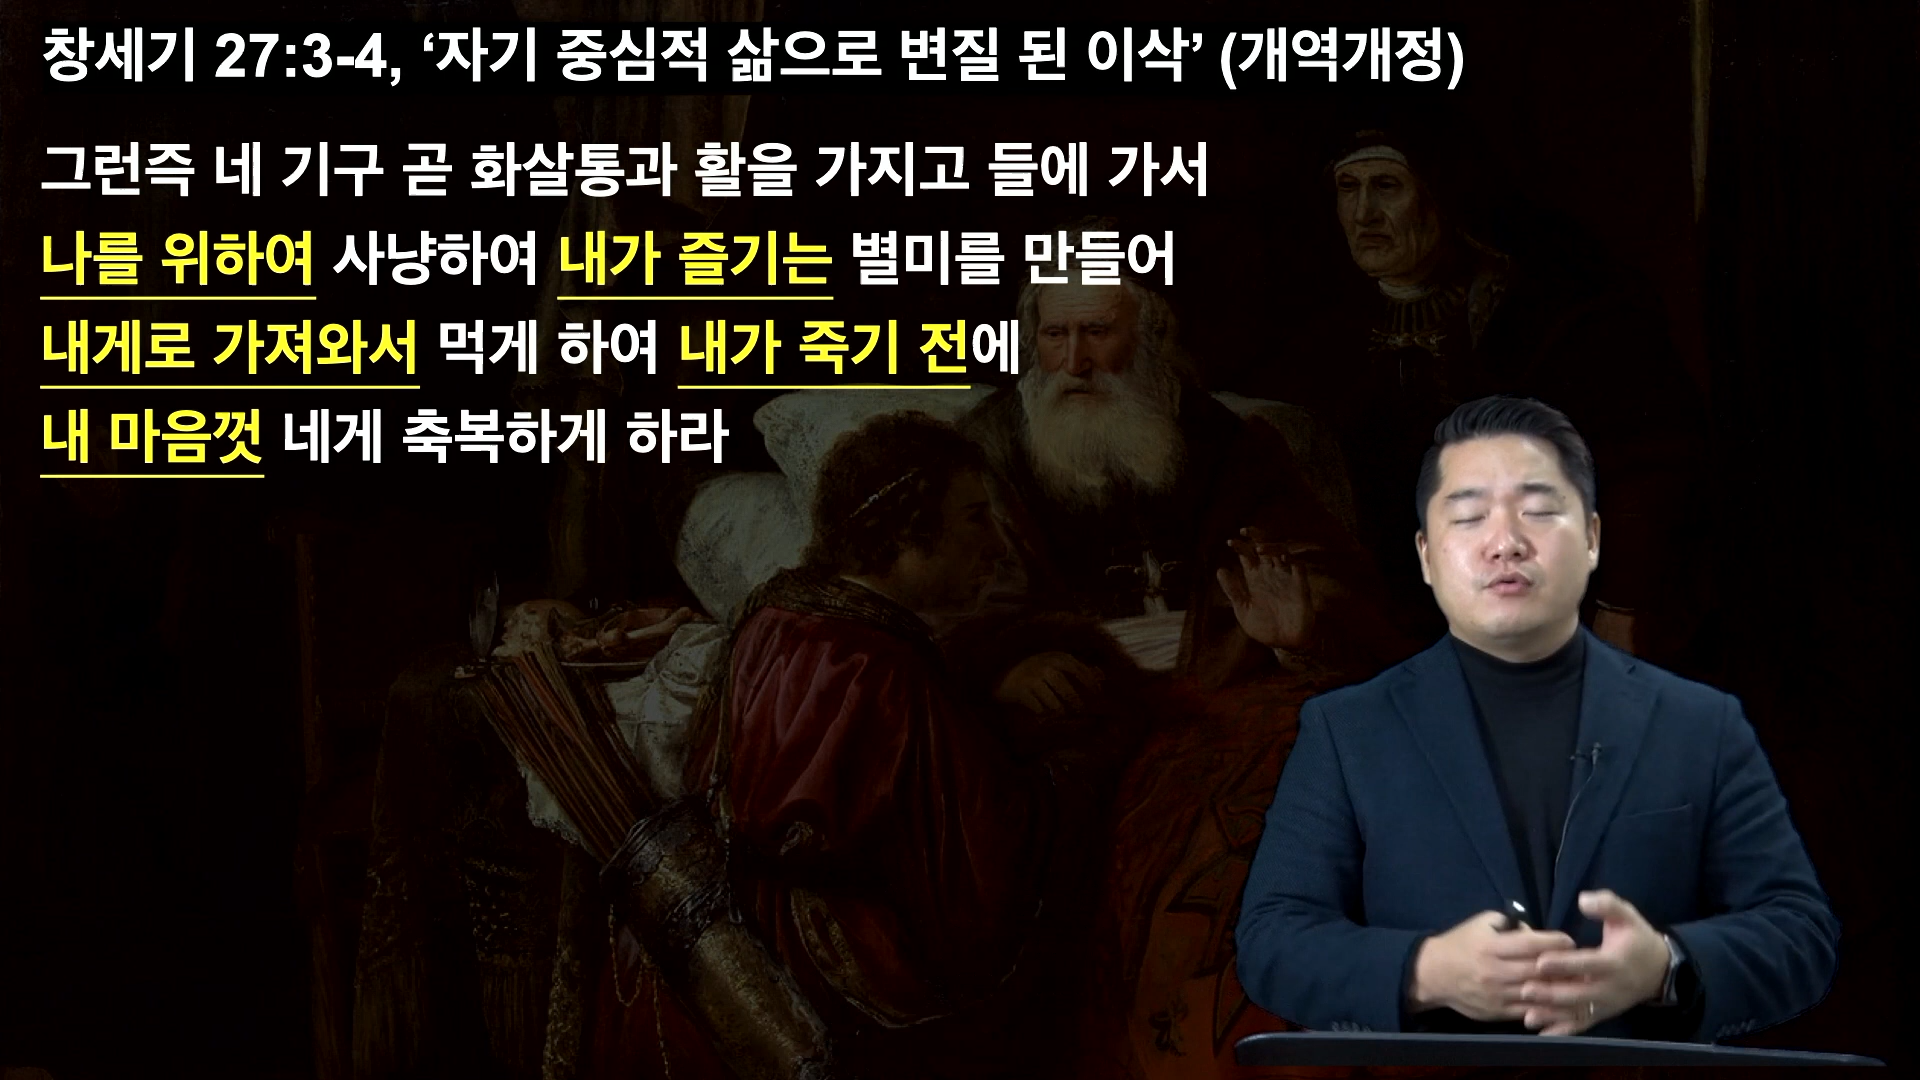 창세기 27:3-4, ‘자기 중심적 삶으로 변질 된 이삭’ (개역개정)
그런즉 네 기구 곧 화살통과 활을 가지고 들에 가서
나를 위하여 사냥하여 내가 즐기는 별미를 만들어
내게로 가져와서 먹게 하여 내가 죽기 전에
내 마음껏 네게 축복하게 하라